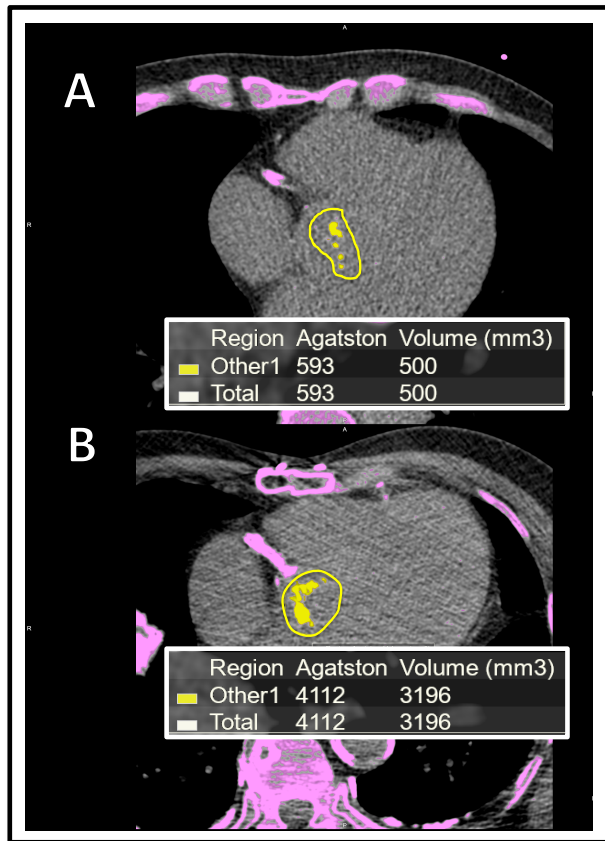 A
A
R
Region Agatston Volume (mm3)
Other1 593 500
Total 593 500
A
B
R
Region Agatston Volume (mm3)
Other1 4112 3196
Total 4112 3196